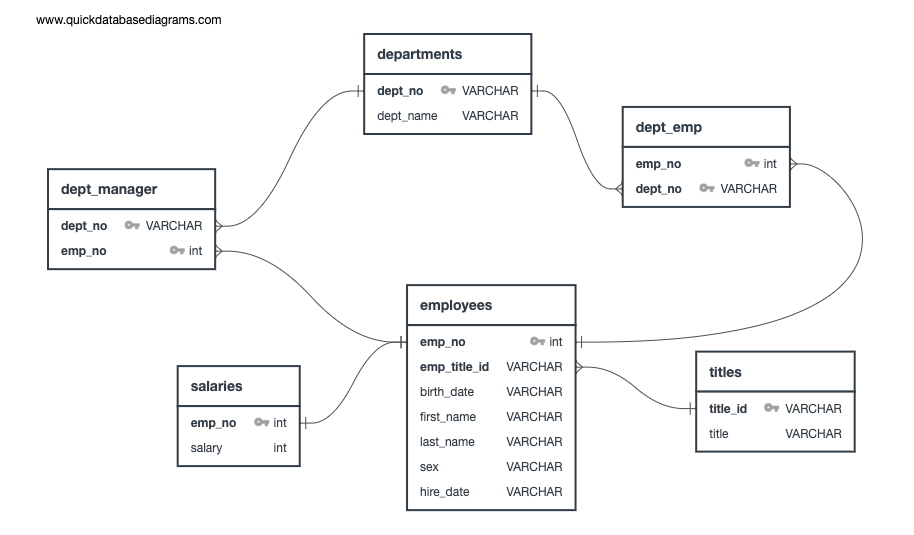 www.quickdatabasediagrams.com
departments
dept_no VARCHAR
dept_name VARCHAR
dept_emp
emp_no int
dept_no VARCHAR
dept_manager
dept_no VARCHAR
emp_no int
employees
emp_no int
emp_title_id VARCHAR
birth_date VARCHAR
first_name VARCHAR
last_name VARCHAR
sex VARCHAR
hire_date VARCHAR
salaries
emp_no int
salary int
titles
title_id VARCHAR
title VARCHAR